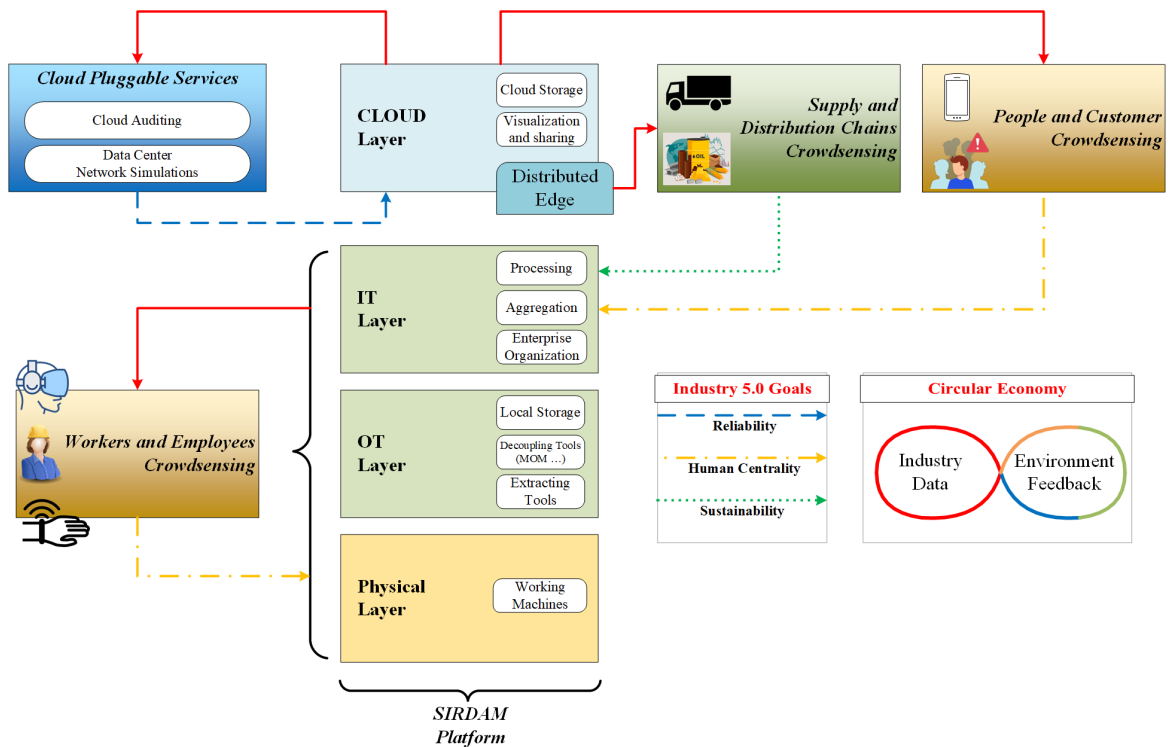 Cloud Pluggable Services
Cloud Auditing
Data Center
Network Simulations
CLOUD
Layer
Cloud Storage
Visualization
and sharing
Distributed
Edge
Supply and
Distribution Chains
Crowdsensing
OIL
People and Customer
Crowdsensing
IT
Layer
Processing
Aggregation
Enterprise
Organization
Workers and Employees
Crowdsensing
OT
Layer
Local Storage
Decoupling Tools
(MOM ...)
Extracting
Tools
Physical
Layer
Working
Machines
SIRDAM
Platform
Industry 5.0 Goals
Reliability
Human Centrality
Sustainability
Circular Economy
Industry
Data
Environment
Feedback